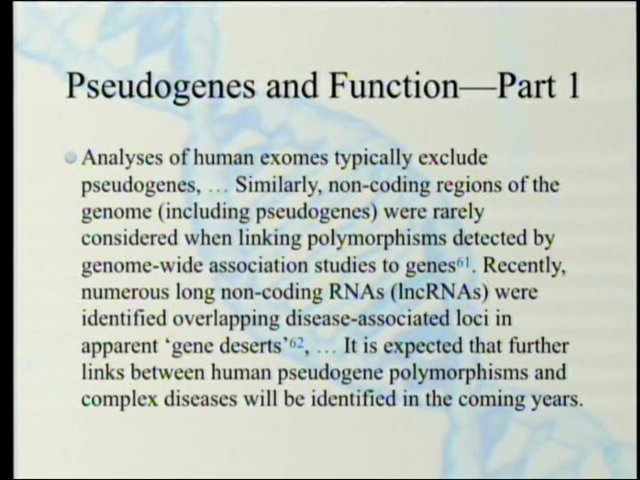 Pseudogenes and Function—Part 1
Analyses of human exomes typically exclude
pseudogenes, … Similarly, non-coding regions of the
genome (including pseudogenes) were rarely
considered when linking polymorphisms detected by
genome-wide association studies to genes⁶¹. Recently,
numerous long non-coding RNAs (lncRNAs) were
identified overlapping disease-associated loci in
apparent ‘gene deserts’⁶², … It is expected that further
links between human pseudogene polymorphisms and
complex diseases will be identified in the coming years.